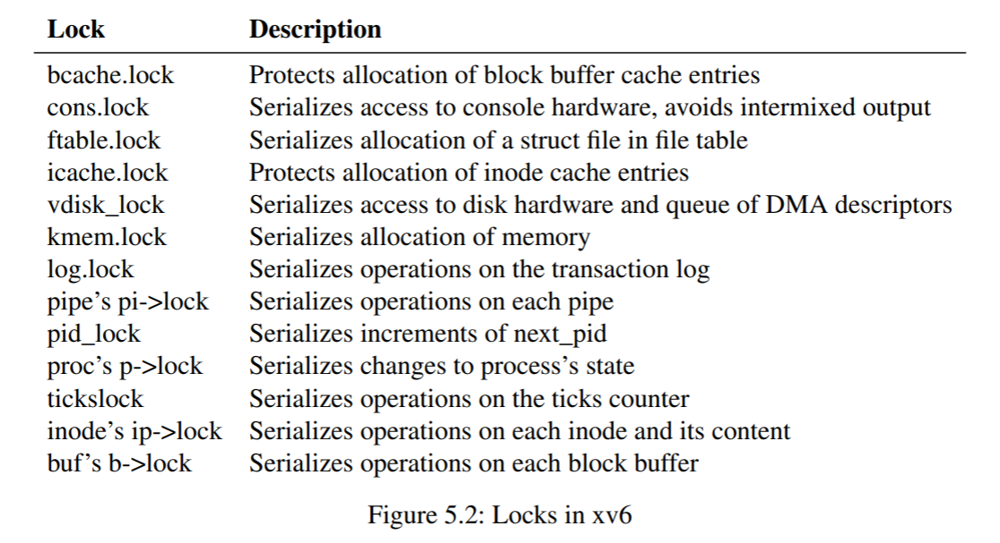 Lock Description
bcache.lock Protects allocation of block buffer cache entries
cons.lock Serializes access to console hardware, avoids intermixed output
ftable.lock Serializes allocation of a struct file in file table
icache.lock Protects allocation of inode cache entries
vdisk_lock Serializes access to disk hardware and queue of DMA descriptors
kmem.lock Serializes allocation of memory
log.lock Serializes operations on the transaction log
pipe’s pi->lock Serializes operations on each pipe
pid_lock Serializes increments of next_pid
proc’s p->lock Serializes changes to process’s state
tickslock Serializes operations on the ticks counter
inode’s ip->lock Serializes operations on each inode and its content
buf’s b->lock Serializes operations on each block buffer
Figure 5.2: Locks in xv6